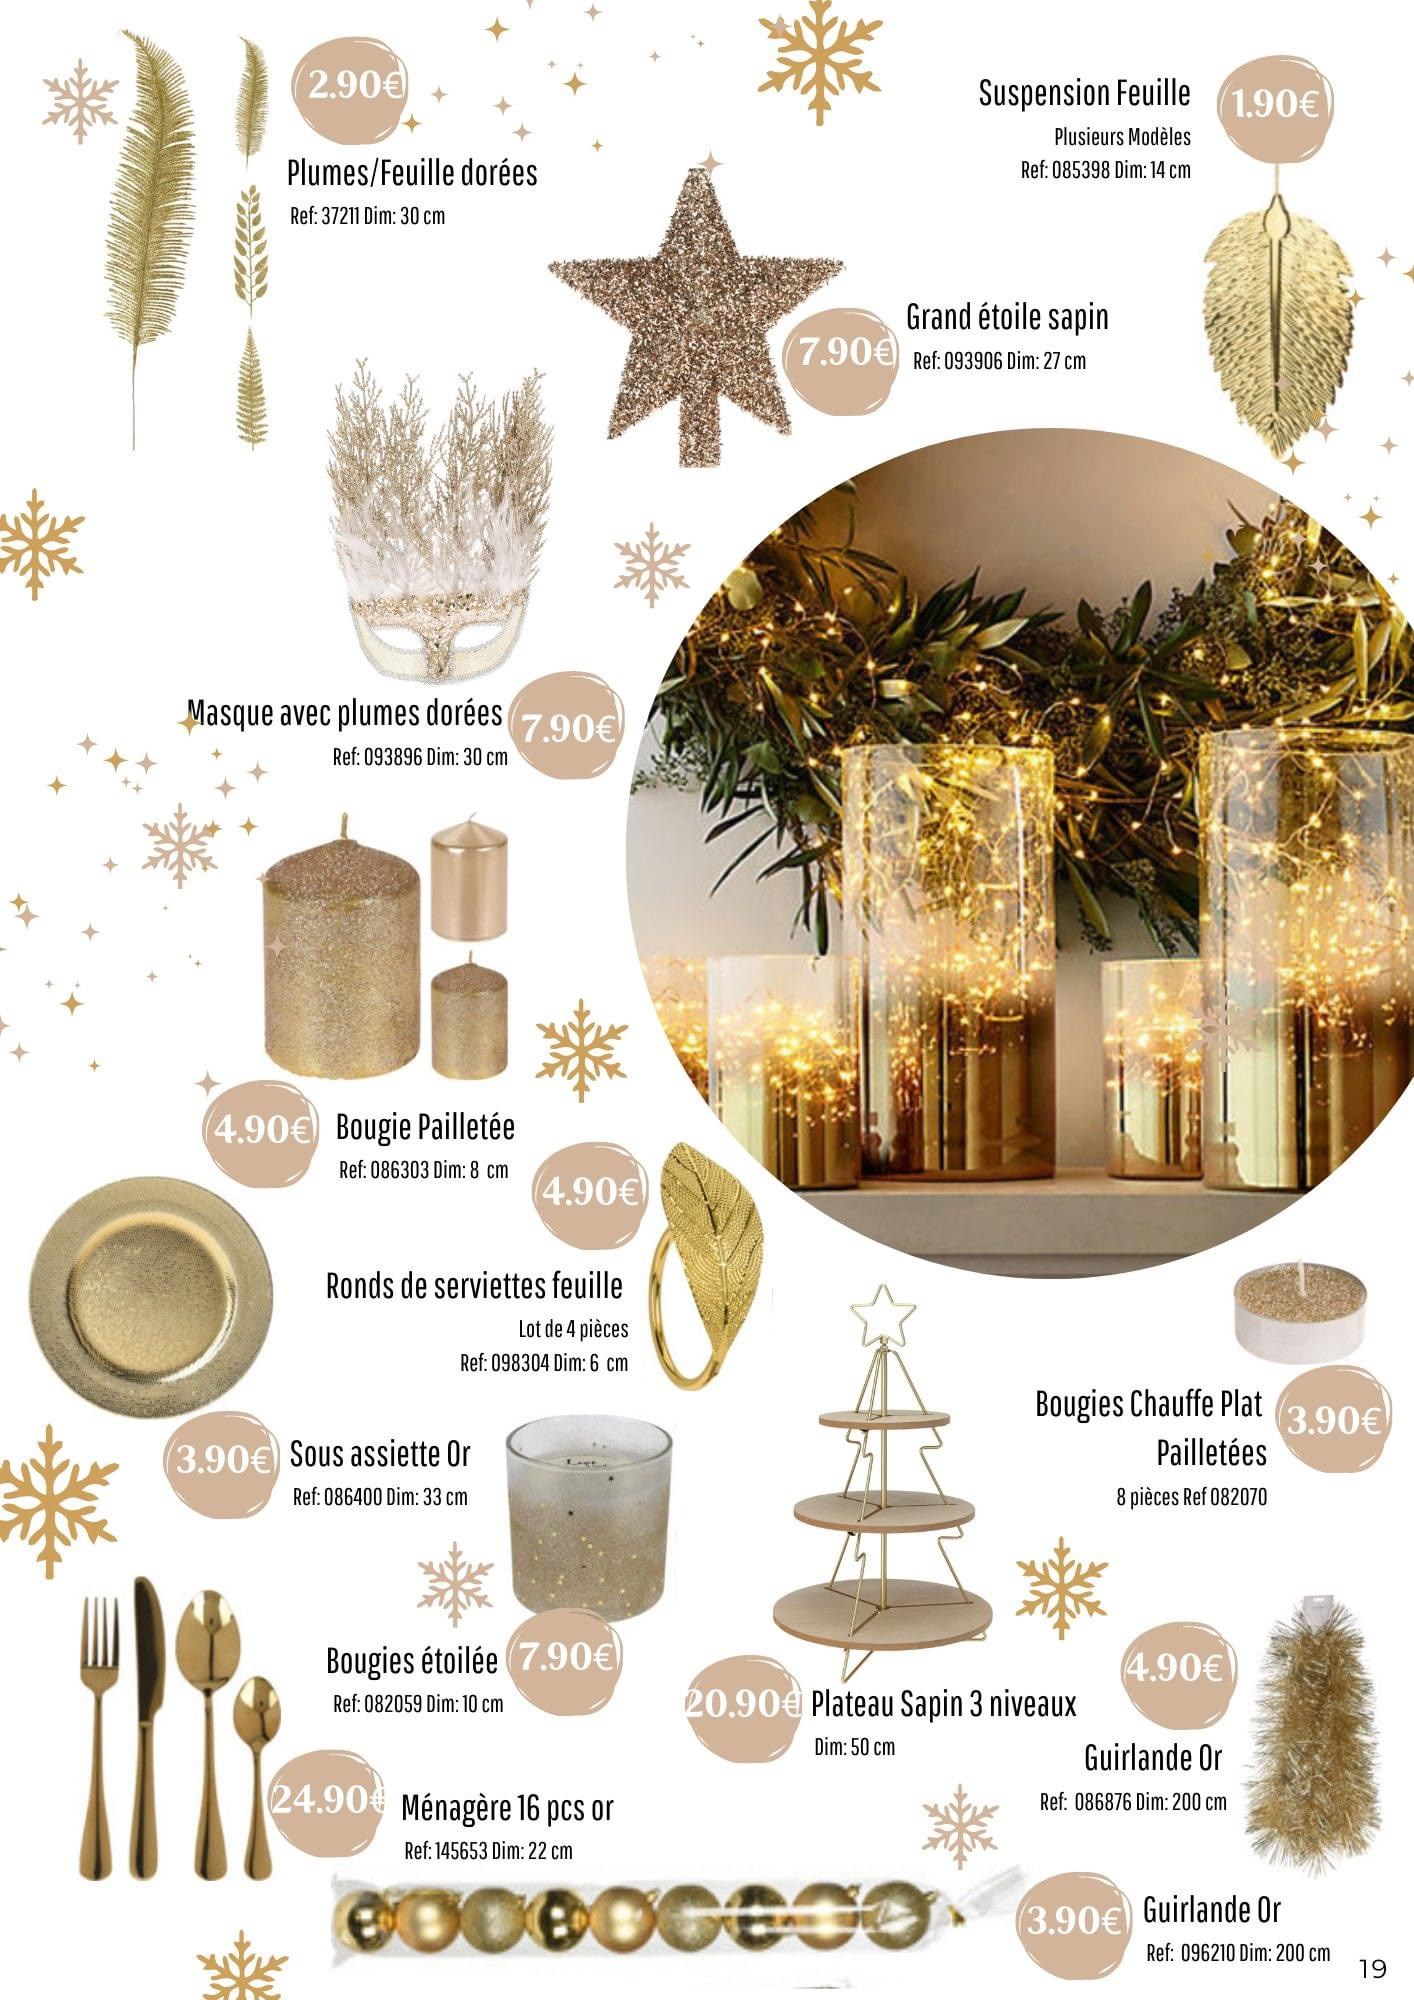 2.90€
Plumes/Feuille dorées
Ref: 37211 Dim: 30 cm
Suspension Feuille
1.90€
Plusieurs Modèles
Ref: 085398 Dim: 14 cm
Grand étoile sapin
7.90€
Ref: 093906 Dim: 27 cm
Masque avec plumes dorées
7.90€
Ref: 093896 Dim: 30 cm
4.90€
Bougie Pailletée
Ref: 086303 Dim: 8 cm
4.90€
Ronds de serviettes feuille
Lot de 4 pièces
Ref: 098304 Dim: 6 cm
Bougies Chauffe Plat
Pailletées
3.90€
8 pièces Ref 082070
3.90€
Sous assiette Or
Ref: 086400 Dim: 33 cm
Love
Bougies étoilée
7.90€
Ref: 082059 Dim: 10 cm
20.90€
Plateau Sapin 3 niveaux
Dim: 50 cm
4.90€
Guirlande Or
Ref: 086876 Dim: 200 cm
24.90€
Ménagère 16 pcs or
Ref: 145653 Dim: 22 cm
3.90€
Guirlande Or
Ref: 096210 Dim: 200 cm
19